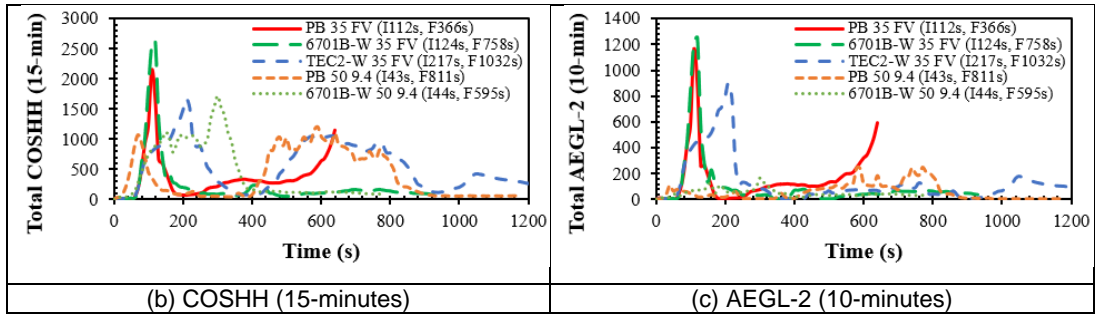 Total COSHH (15-min)
3000
2500
2000
1500
1000
500
0
PB 35 FV (I112s, F366s)
6701B-W 35 FV (I124s, F758s)
TEC2-W 35 FV (I217s, F1032s)
PB 50 9.4 (I43s, F811s)
6701B-W 50 9.4 (I44s, F595s)
0 200 400 600 800 1000 1200
Time (s)
(b) COSHH (15-minutes)
Total AEGL-2 (10-min)
1400
1200
1000
800
600
400
200
0
PB 35 FV (I112s, F366s)
6701B-W 35 FV (I124s, F758s)
TEC2-W 35 FV (I217s, F1032s)
PB 50 9.4 (I43s, F811s)
6701B-W 50 9.4 (I44s, F595s)
0 200 400 600 800 1000 1200
Time (s)
(c) AEGL-2 (10-minutes)